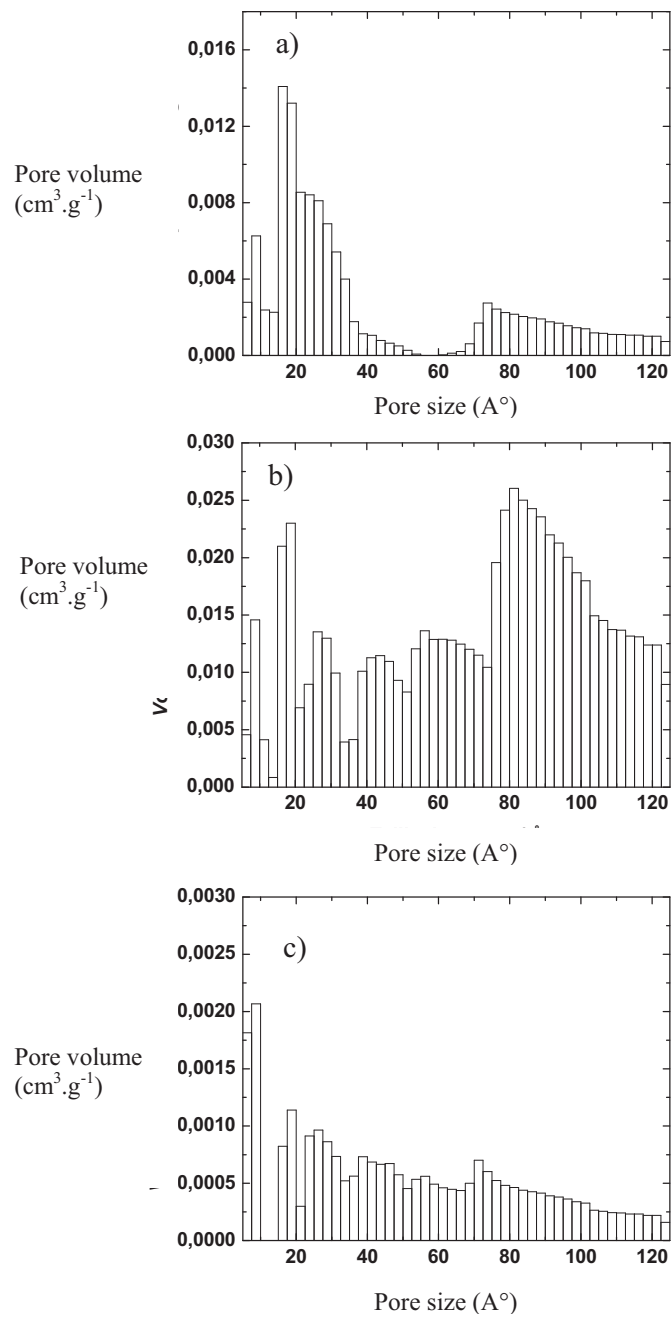 a)
0,016
0,012
Pore volume
(cm³.g⁻¹)
0,008
0,004
0,000
20 40 60 80 100 120
Pore size (A°)
b)
0,030
0,025
0,020
Pore volume
(cm³.g⁻¹)
0,015
0,010
0,005
0,000
20 40 60 80 100 120
Pore size (A°)
c)
0,0030
0,0025
0,0020
Pore volume
(cm³.g⁻¹)
0,0015
0,0010
0,0005
0,0000
20 40 60 80 100 120
Pore size (A°)